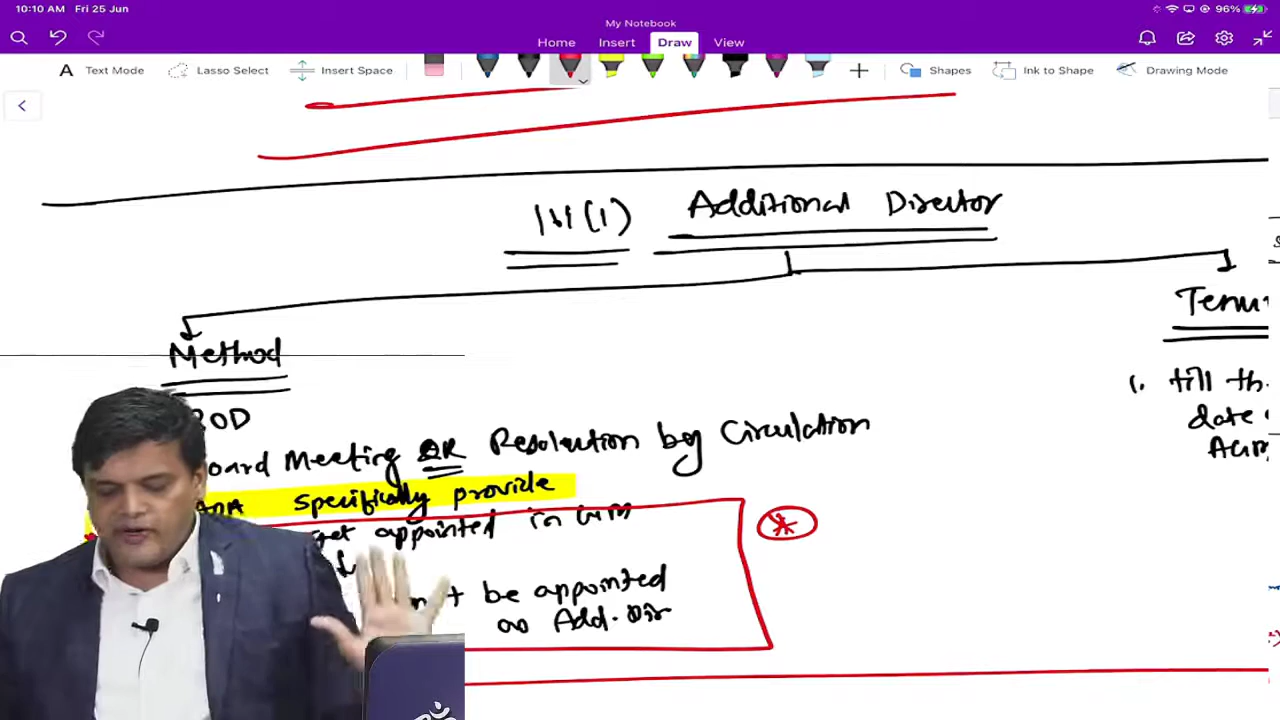 10:10 AM Fri 25 Jun
96%
My Notebook
Home Insert Draw View
Text Mode Lasso Select Insert Space Shapes Ink to Shape Drawing Mode
161(1) Additional Director
Method
BOD
Board Meeting OR Resolution by Circulation
AOA specifically provide
get appointed in GM
not be appointed
as Add. Dir
Tenu
1. till th
date o
AGM